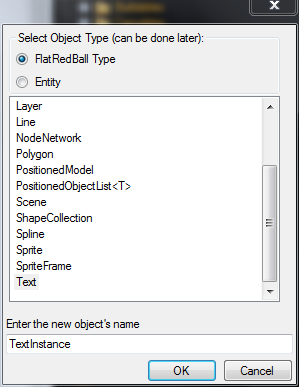 Select Object Type (can be done later):
FlatRedBall Type
Entity
Layer
Line
NodeNetwork
Polygon
PositionedModel
PositionedObjectList<T>
Scene
ShapeCollection
Spline
Sprite
SpriteFrame
Text
Enter the new object's name
TextInstance
OK
Cancel